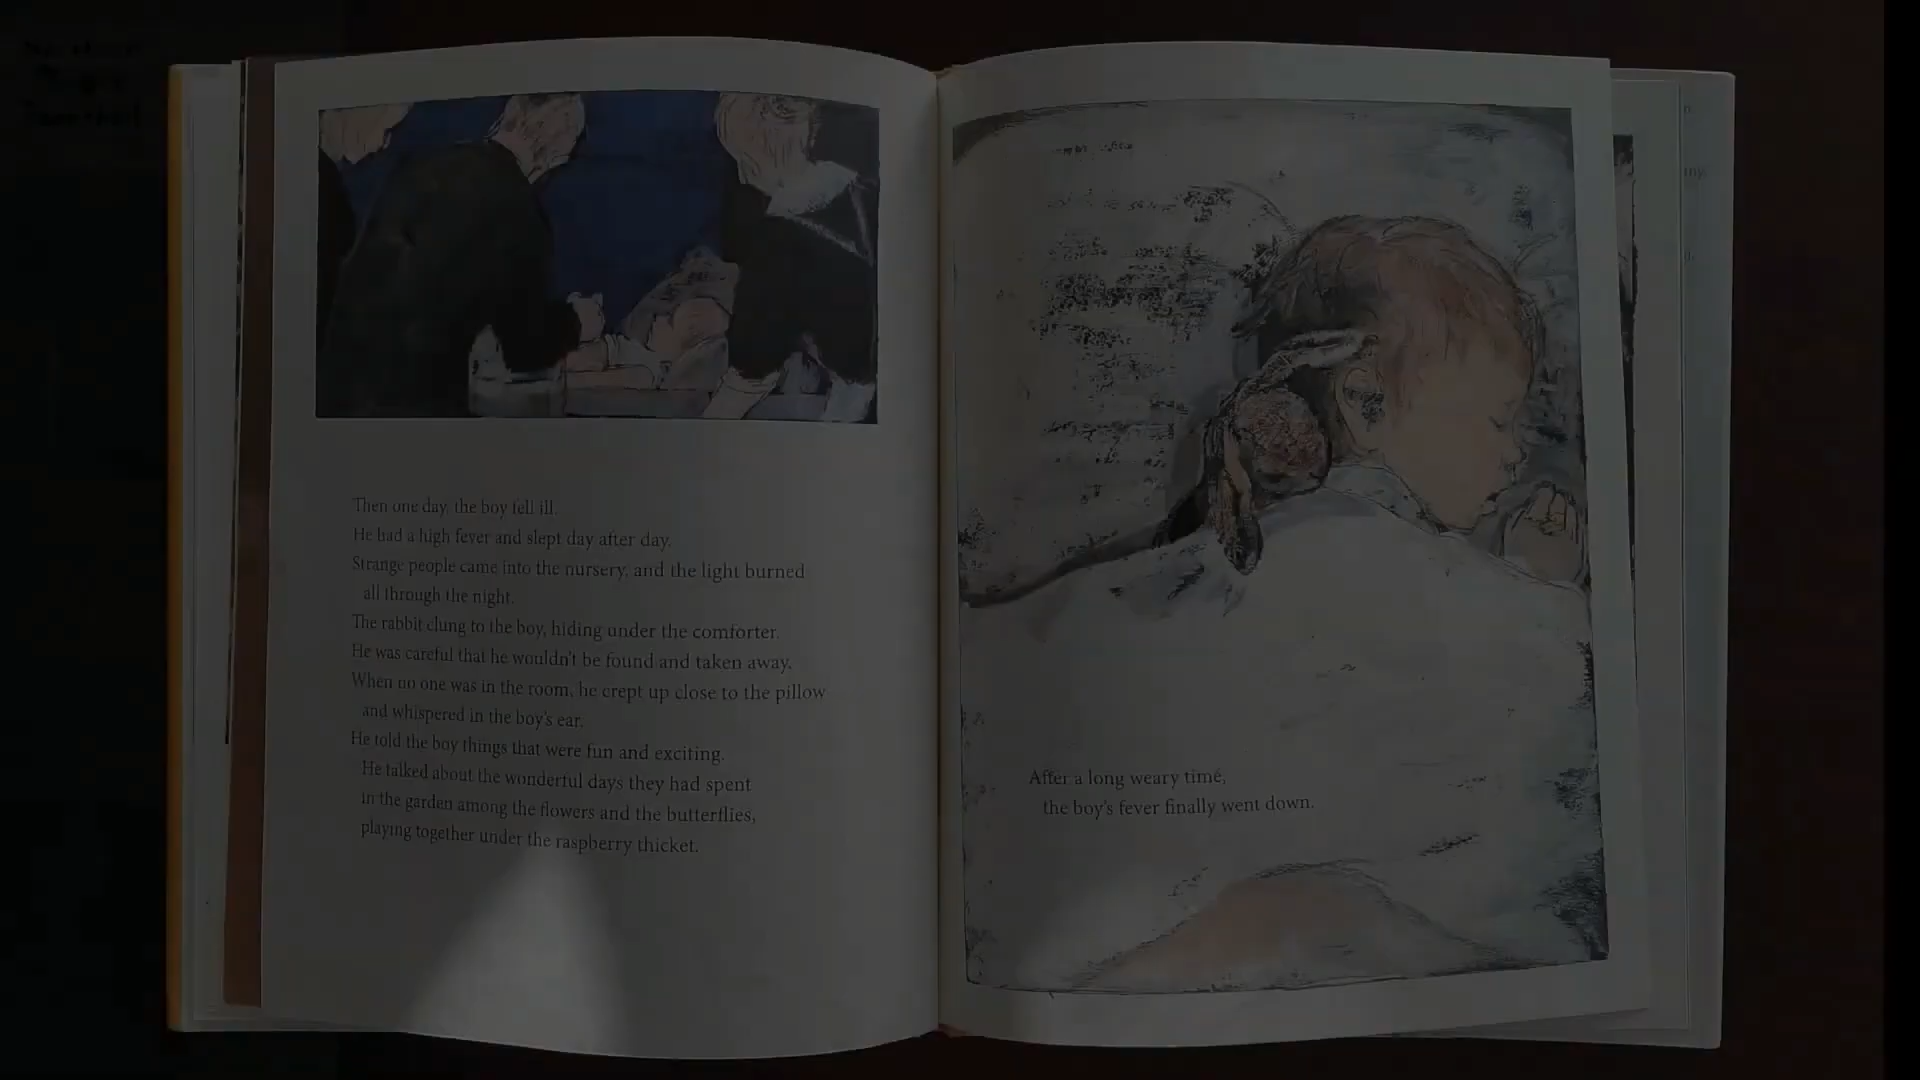 Then one day, the boy fell ill.
He had a high fever and slept day after day.
Strange people came into the nursery, and the light burned
all through the night.
The rabbit clung to the boy, hiding under the comforter.
He was careful that he wouldn't be found and taken away.
When no one was in the room, he crept up close to the pillow
and whispered in the boy's ear.
He told the boy things that were fun and exciting.
He talked about the wonderful days they had spent
in the garden among the flowers and the butterflies,
playing together under the raspberry thicket.
After a long weary time,
the boy's fever finally went down.